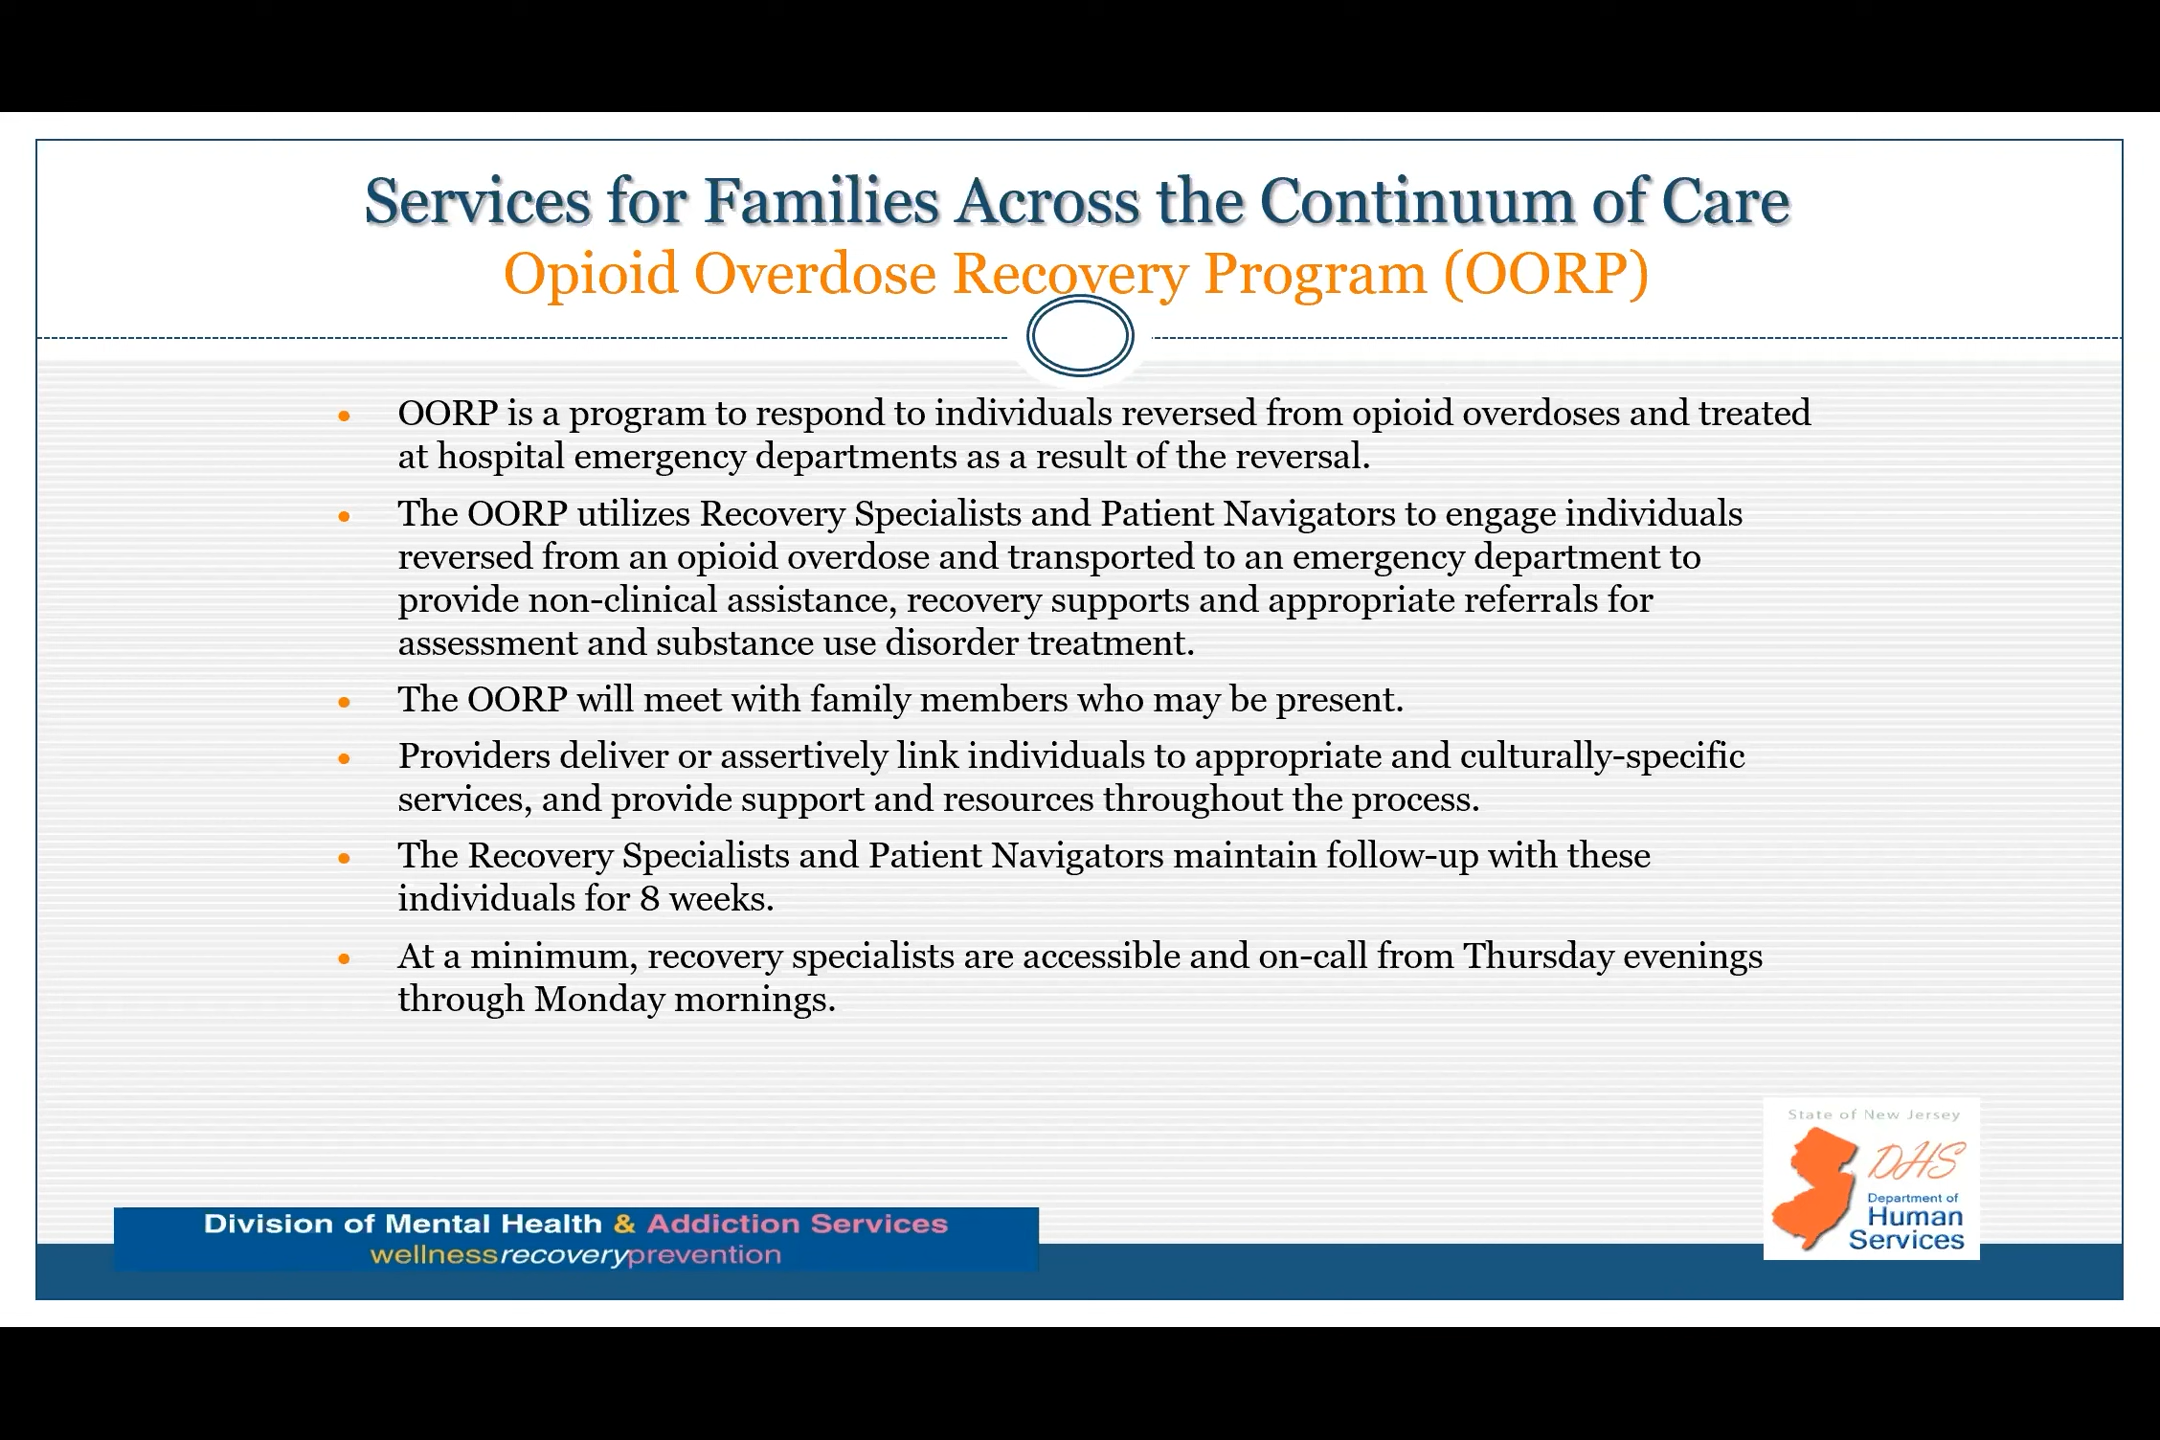 Services for Families Across the Continuum of Care
Opioid Overdose Recovery Program (OORP)
• OORP is a program to respond to individuals reversed from opioid overdoses and treated
at hospital emergency departments as a result of the reversal.
• The OORP utilizes Recovery Specialists and Patient Navigators to engage individuals
reversed from an opioid overdose and transported to an emergency department to
provide non-clinical assistance, recovery supports and appropriate referrals for
assessment and substance use disorder treatment.
• The OORP will meet with family members who may be present.
• Providers deliver or assertively link individuals to appropriate and culturally-specific
services, and provide support and resources throughout the process.
• The Recovery Specialists and Patient Navigators maintain follow-up with these
individuals for 8 weeks.
• At a minimum, recovery specialists are accessible and on-call from Thursday evenings
through Monday mornings.
Division of Mental Health & Addiction Services
wellnessrecoveryprevention
State of New Jersey
DHS
Department of
Human
Services